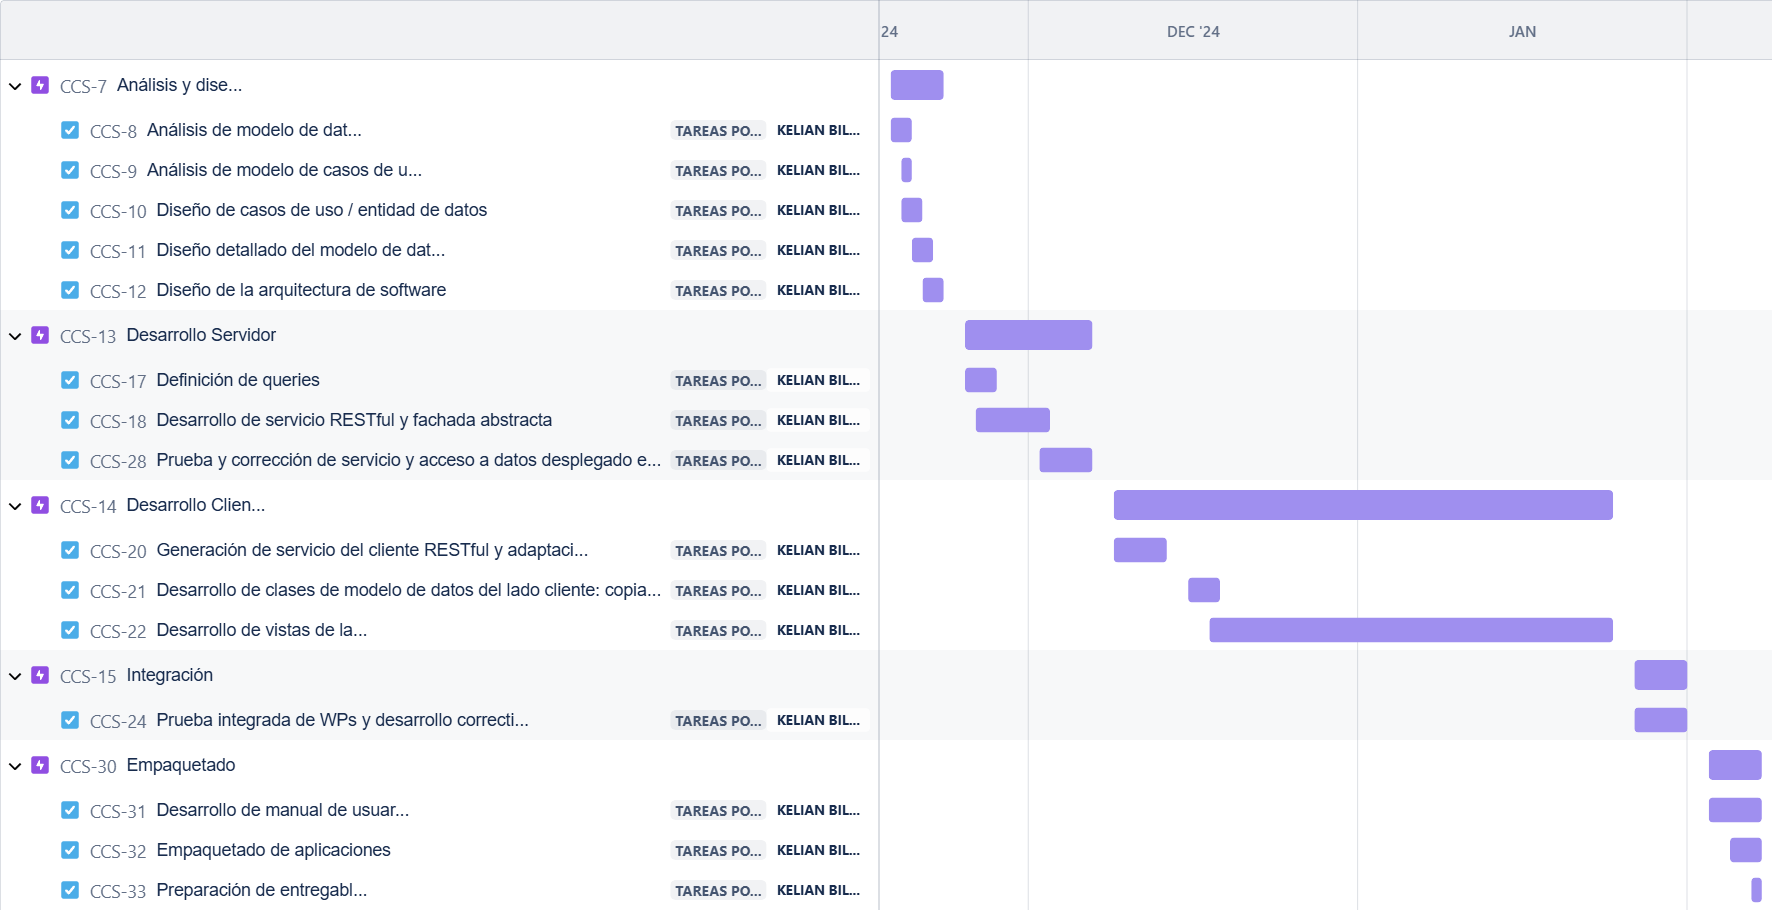 24 DEC ‘24 JAN
CCS-7 Análisis y dise...
CCS-8 Análisis de modelo de dat... TAREAS PO... KELIAN BIL...
CCS-9 Análisis de modelo de casos de u... TAREAS PO... KELIAN BIL...
CCS-10 Diseño de casos de uso / entidad de datos TAREAS PO... KELIAN BIL...
CCS-11 Diseño detallado del modelo de dat... TAREAS PO... KELIAN BIL...
CCS-12 Diseño de la arquitectura de software TAREAS PO... KELIAN BIL...
CCS-13 Desarrollo Servidor
CCS-17 Definición de queries TAREAS PO... KELIAN BIL...
CCS-18 Desarrollo de servicio RESTful y fachada abstracta TAREAS PO... KELIAN BIL...
CCS-28 Prueba y corrección de servicio y acceso a datos desplegado e... TAREAS PO... KELIAN BIL...
CCS-14 Desarrollo Clien...
CCS-20 Generación de servicio del cliente RESTful y adaptaci... TAREAS PO... KELIAN BIL...
CCS-21 Desarrollo de clases de modelo de datos del lado cliente: copia... TAREAS PO... KELIAN BIL...
CCS-22 Desarrollo de vistas de la... TAREAS PO... KELIAN BIL...
CCS-15 Integración
CCS-24 Prueba integrada de WPs y desarrollo correcti... TAREAS PO... KELIAN BIL...
CCS-30 Empaquetado
CCS-31 Desarrollo de manual de usuar... TAREAS PO... KELIAN BIL...
CCS-32 Empaquetado de aplicaciones TAREAS PO... KELIAN BIL...
CCS-33 Preparación de entregabl... TAREAS PO... KELIAN BIL...